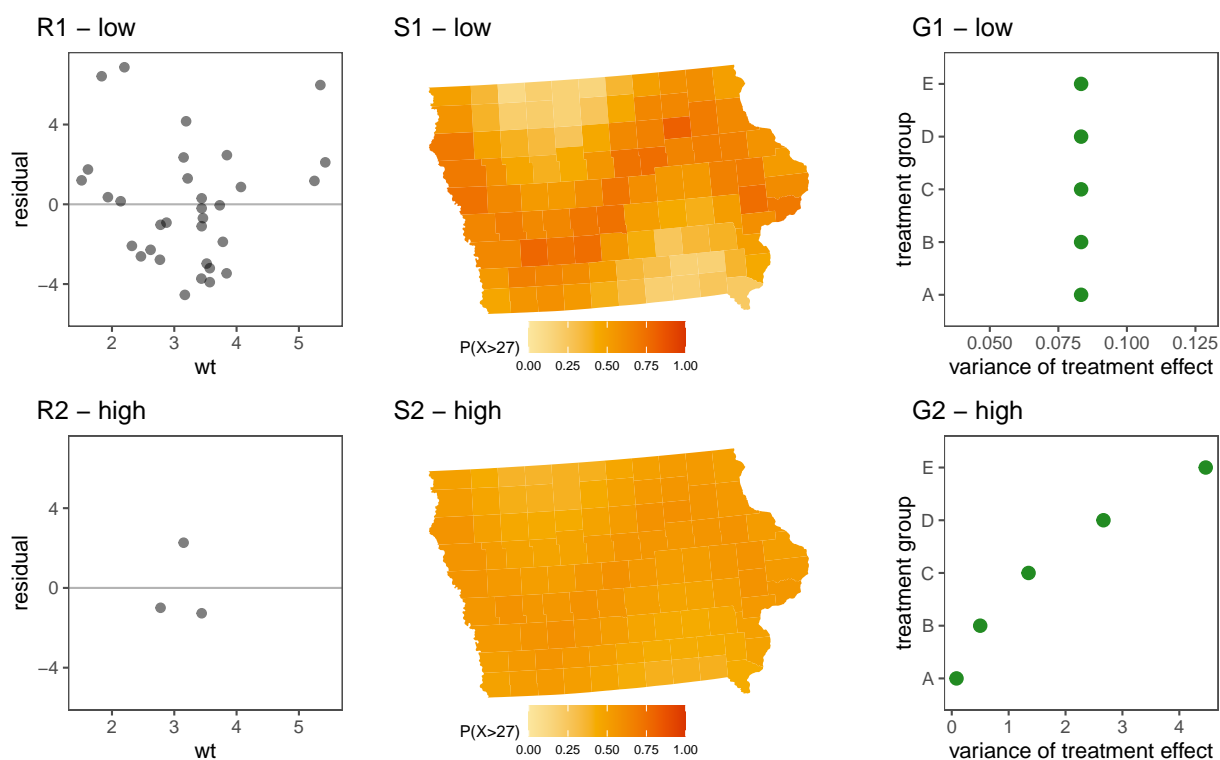 R1 – low
4
0
−4
residual
2 3 4 5
wt
S1 – low
P(X>27)
0.00 0.25 0.50 0.75 1.00
G1 – low
E
D
C
B
A
treatment group
0.050 0.075 0.100 0.125
variance of treatment effect
R2 – high
4
0
−4
residual
2 3 4 5
wt
S2 – high
P(X>27)
0.00 0.25 0.50 0.75 1.00
G2 – high
E
D
C
B
A
treatment group
0 1 2 3 4
variance of treatment effect